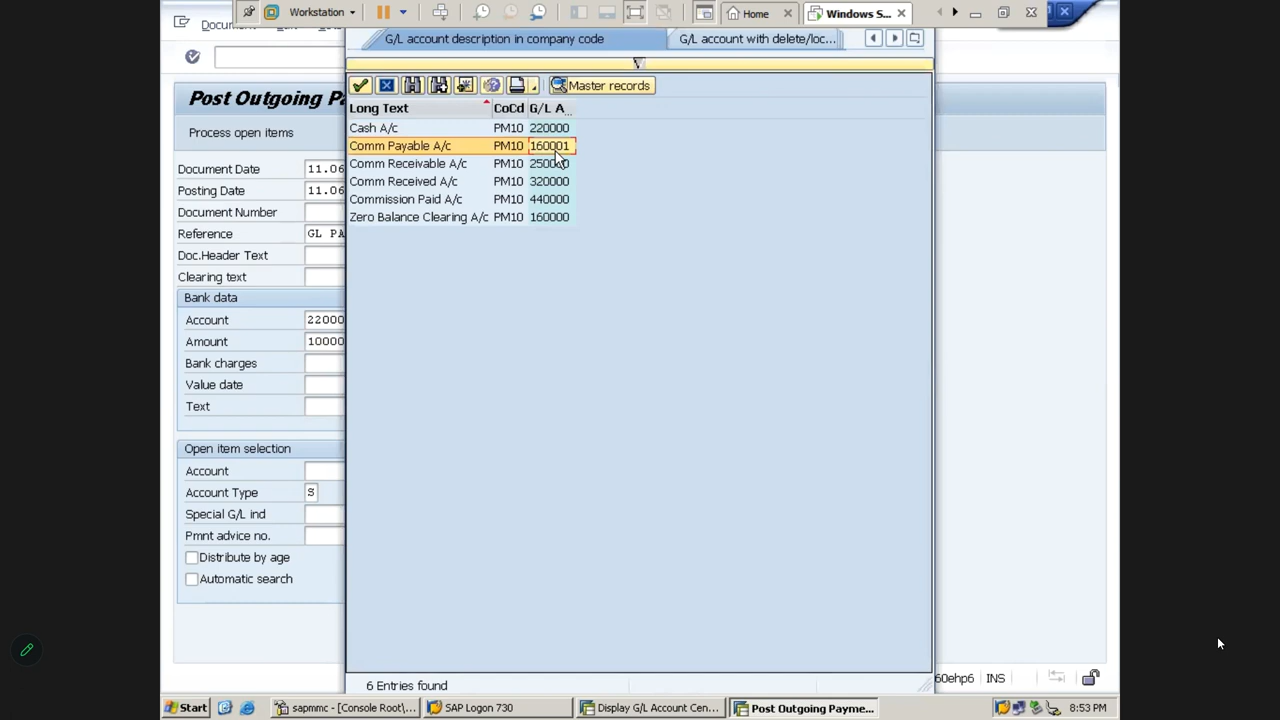 Workstation
Home
Windows S...
Document
G/L account description in company code
G/L account with delete/loc...
Post Outgoing Pa
Process open items
Master records
Long Text CoCd G/L A..
Cash A/c PM10 220000
Comm Payable A/c PM10 160001
Comm Receivable A/c PM10
Comm Received A/c PM10 320000
Commission Paid A/c PM10 440000
Zero Balance Clearing A/c PM10 160000
Document Date 11.06
Posting Date 11.06
Document Number
Reference GL PA
Doc.Header Text
Clearing text
Bank data
Account 22000
Amount 10000
Bank charges
Value date
Text
Open item selection
Account
Account Type S
Special G/L ind
Pmnt advice no.
Distribute by age
Automatic search
6 Entries found
60ehp6 INS
Start
sapmmc - [Console Root\...
SAP Logon 730
Display G/L Account Cen...
Post Outgoing Payme...
8:53 PM